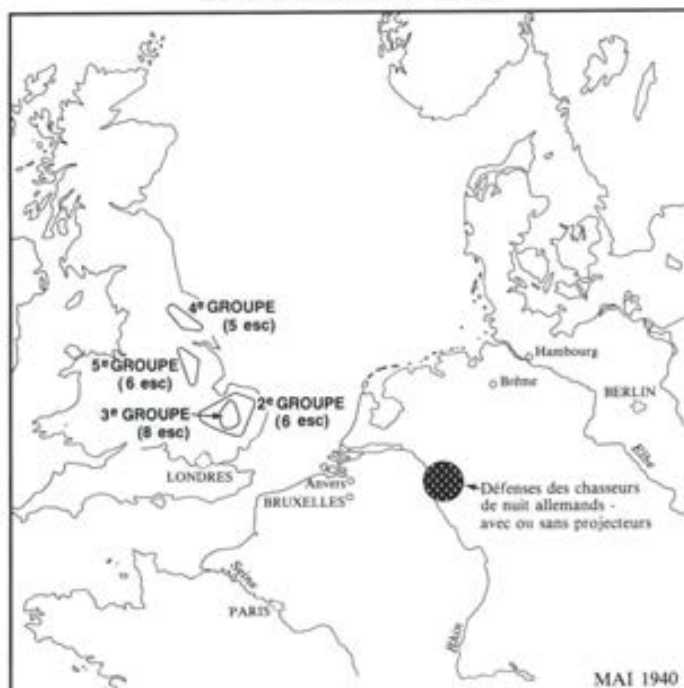 4e GROUPE
(5 esc)
5e GROUPE
(6 esc)
2e GROUPE
(6 esc)
3e GROUPE
(8 esc)
LONDRES
Hambourg
Brême
BERLIN
Elbe
Anvers
BRUXELLES
Défenses des chasseurs
de nuit allemands -
avec ou sans projecteurs
Seine
PARIS
Rhin
MAI 1940